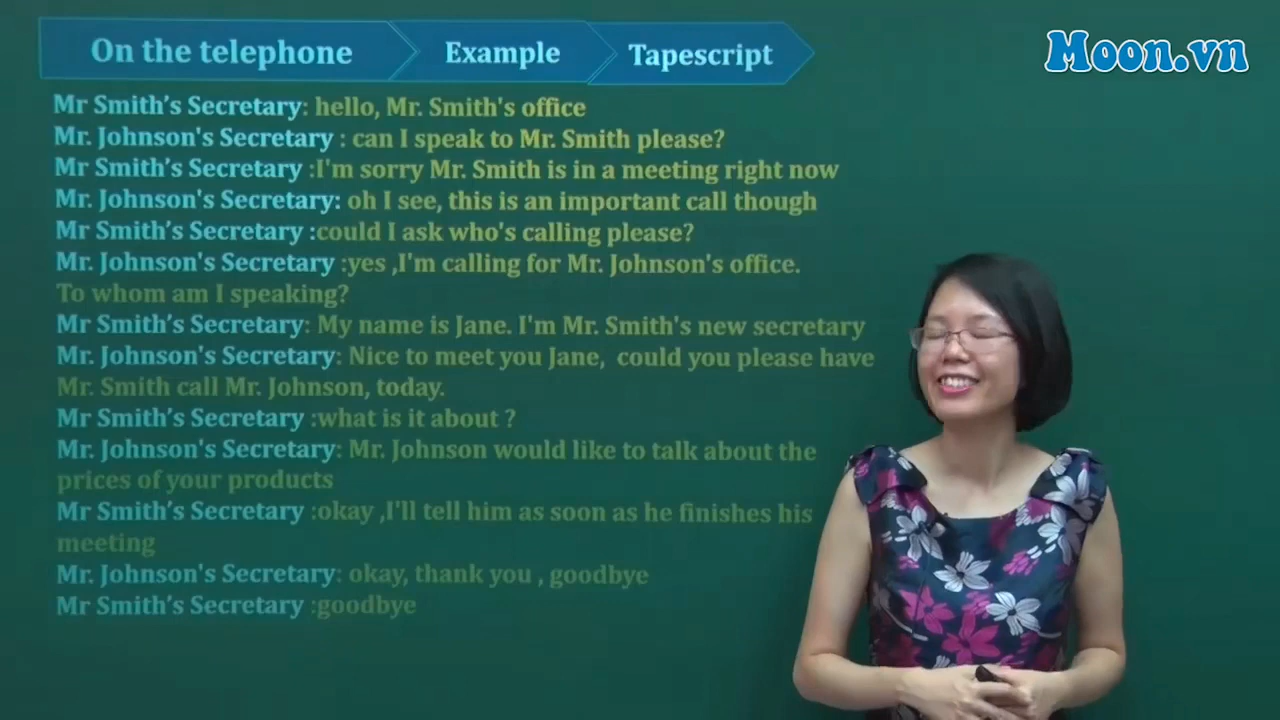 On the telephone
Example
Tapescript
Moon.vn
Mr Smith’s Secretary: hello, Mr. Smith's office
Mr. Johnson's Secretary : can I speak to Mr. Smith please?
Mr Smith’s Secretary :I'm sorry Mr. Smith is in a meeting right now
Mr. Johnson's Secretary: oh I see, this is an important call though
Mr Smith’s Secretary :could I ask who's calling please?
Mr. Johnson's Secretary :yes ,I'm calling for Mr. Johnson's office.
To whom am I speaking?
Mr Smith’s Secretary: My name is Jane. I'm Mr. Smith's new secretary
Mr. Johnson's Secretary: Nice to meet you Jane, could you please have
Mr. Smith call Mr. Johnson, today.
Mr Smith’s Secretary :what is it about ?
Mr. Johnson's Secretary: Mr. Johnson would like to talk about the
prices of your products
Mr Smith’s Secretary :okay ,I'll tell him as soon as he finishes his
meeting
Mr. Johnson's Secretary: okay, thank you , goodbye
Mr Smith’s Secretary :goodbye